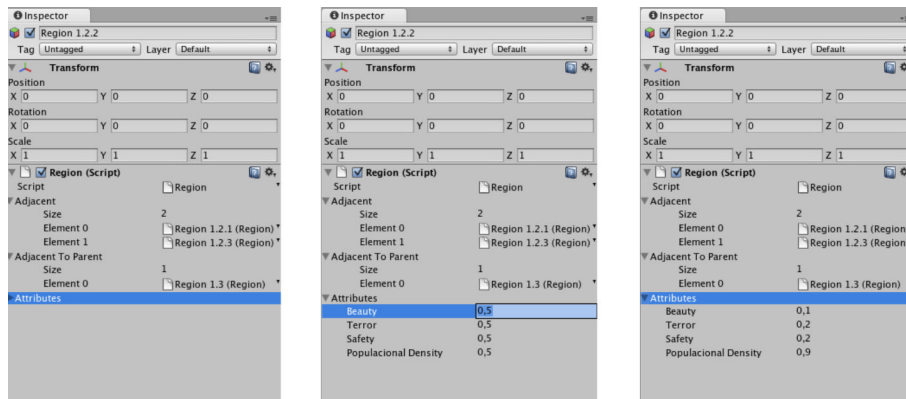 Inspector
Region 1.2.2
Tag Untagged Layer Default
Transform
Position
X 0 Y 0 Z 0
Rotation
X 0 Y 0 Z 0
Scale
X 1 Y 1 Z 1
Region (Script)
Script Region
Adjacent
Size 2
Element 0 Region 1.2.1 (Region)
Element 1 Region 1.2.3 (Region)
Adjacent To Parent
Size 1
Element 0 Region 1.3 (Region)
Attributes
Inspector
Region 1.2.2
Tag Untagged Layer Default
Transform
Position
X 0 Y 0 Z 0
Rotation
X 0 Y 0 Z 0
Scale
X 1 Y 1 Z 1
Region (Script)
Script Region
Adjacent
Size 2
Element 0 Region 1.2.1 (Region)
Element 1 Region 1.2.3 (Region)
Adjacent To Parent
Size 1
Element 0 Region 1.3 (Region)
Attributes
Beauty 0,5
Terror 0,5
Safety 0,5
Populacional Density 0,5
Inspector
Region 1.2.2
Tag Untagged Layer Default
Transform
Position
X 0 Y 0 Z 0
Rotation
X 0 Y 0 Z 0
Scale
X 1 Y 1 Z 1
Region (Script)
Script Region
Adjacent
Size 2
Element 0 Region 1.2.1 (Region
Element 1 Region 1.2.3 (Region
Adjacent To Parent
Size 1
Element 0 Region 1.3 (Region)
Attributes
Beauty 0,1
Terror 0,2
Safety 0,2
Populacional Density 0,9